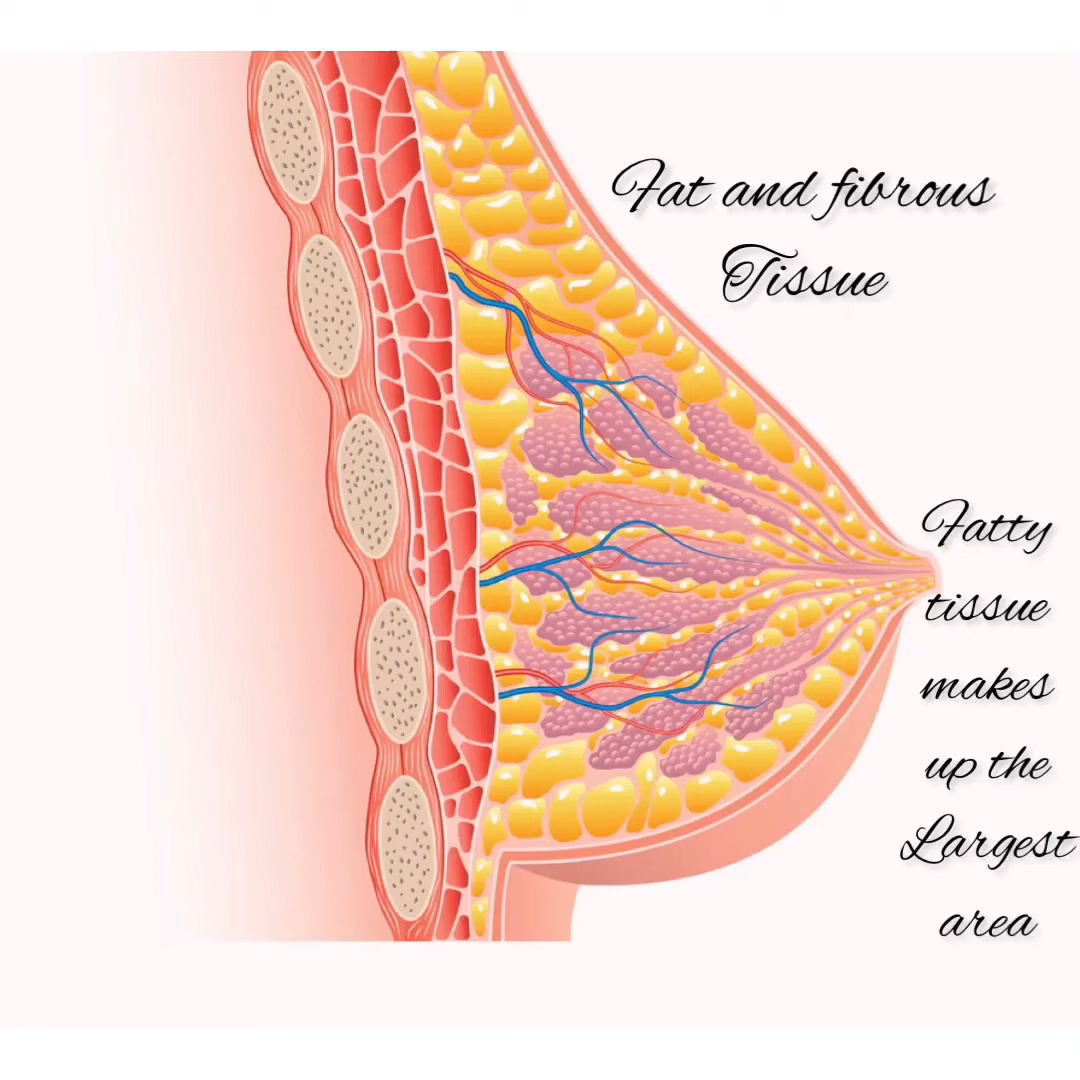 Fat and fibrous
Tissue
Fatty
tissue
makes
up the
Largest
area